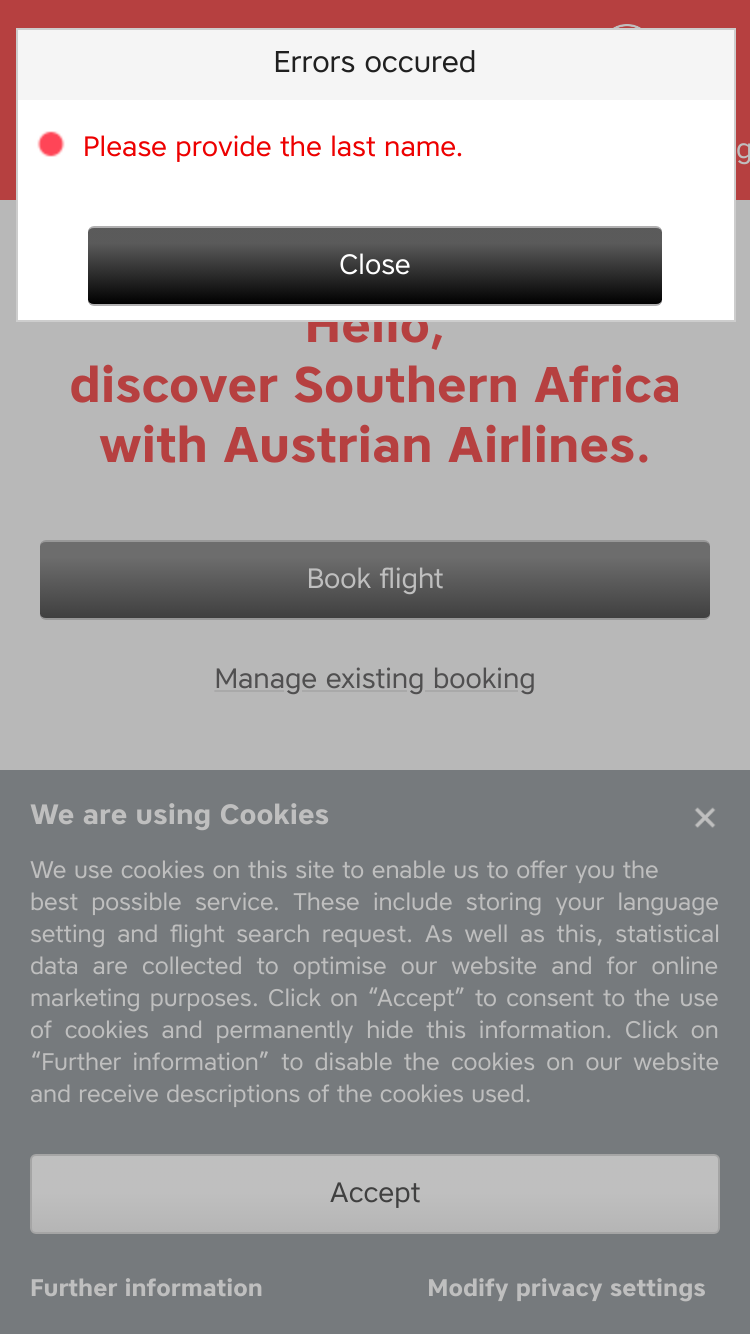 Errors occured
Please provide the last name.
Close
Hello,
discover Southern Africa
with Austrian Airlines.
Book flight
Manage existing booking
We are using Cookies
We use cookies on this site to enable us to offer you the
best possible service. These include storing your language
setting and flight search request. As well as this, statistical
data are collected to optimise our website and for online
marketing purposes. Click on “Accept” to consent to the use
of cookies and permanently hide this information. Click on
“Further information” to disable the cookies on our website
and receive descriptions of the cookies used.
Accept
Further information
Modify privacy settings